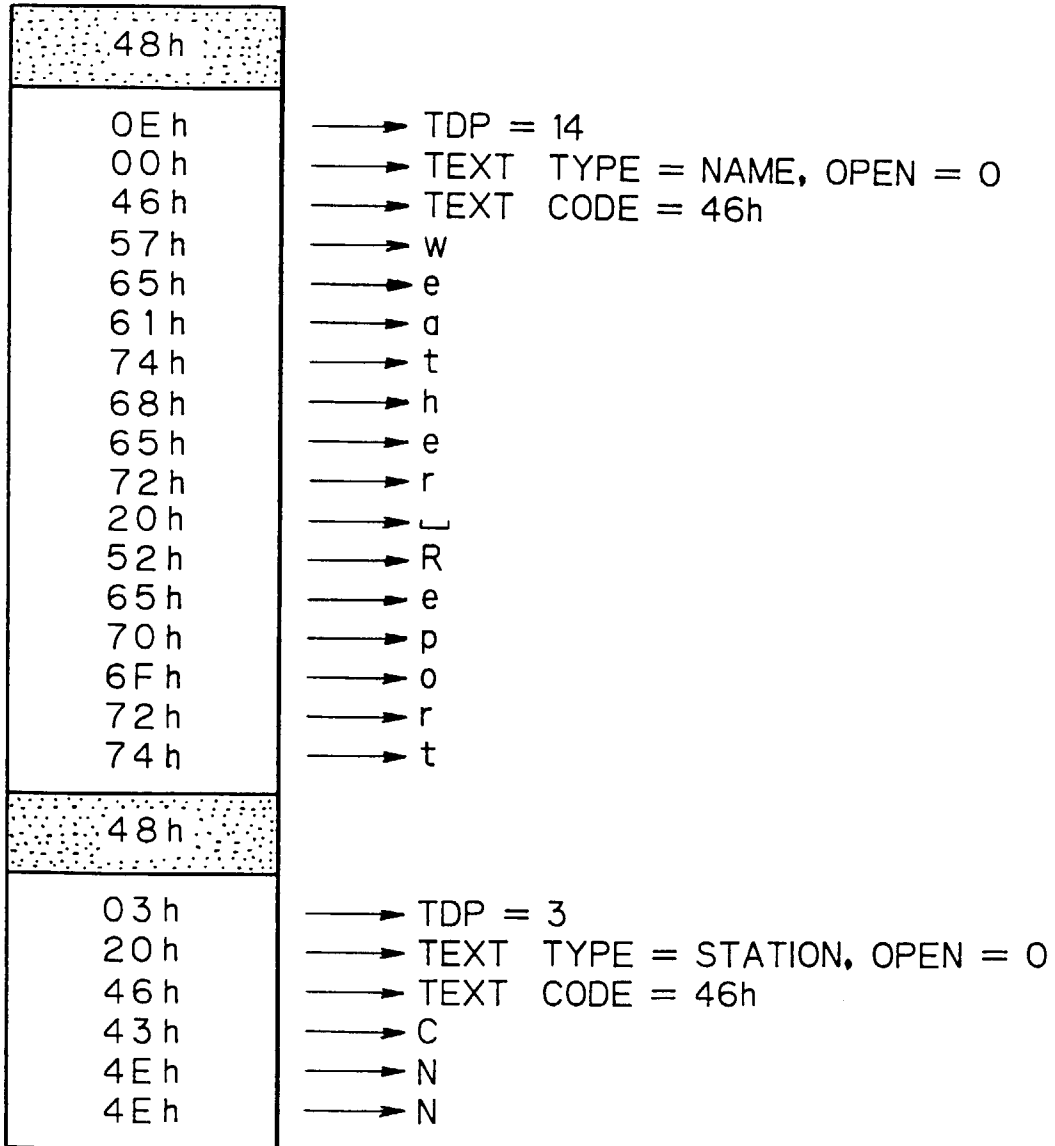 48h
0Eh → TDP = 14
00h → TEXT TYPE = NAME, OPEN = 0
46h → TEXT CODE = 46h
57h → w
65h → e
61h → a
74h → t
68h → h
65h → e
72h → r
20h → ⎵
52h → R
65h → e
70h → p
6Fh → o
72h → r
74h → t
48h
03h → TDP = 3
20h → TEXT TYPE = STATION, OPEN = 0
46h → TEXT CODE = 46h
43h → C
4Eh → N
4Eh → N